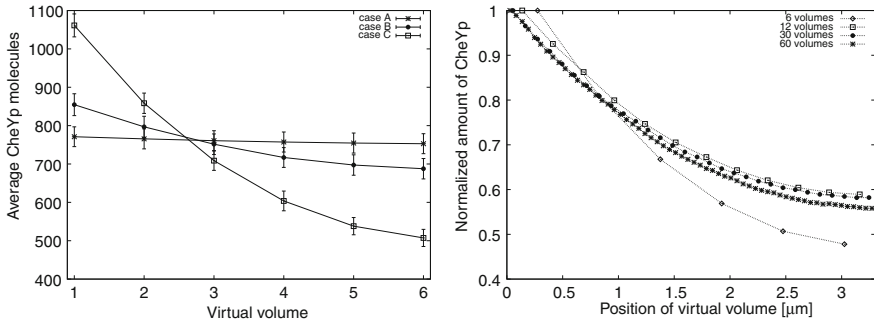 Average CheYp molecules
1100
1000
900
800
700
600
500
400
1
2
3
4
5
6
Virtual volume
case A
case B
case C
Normalized amount of CheYp
1
0.9
0.8
0.7
0.6
0.5
0.4
0
0.5
1
1.5
2
2.5
3
Position of virtual volume [μm]
6 volumes
12 volumes
30 volumes
60 volumes